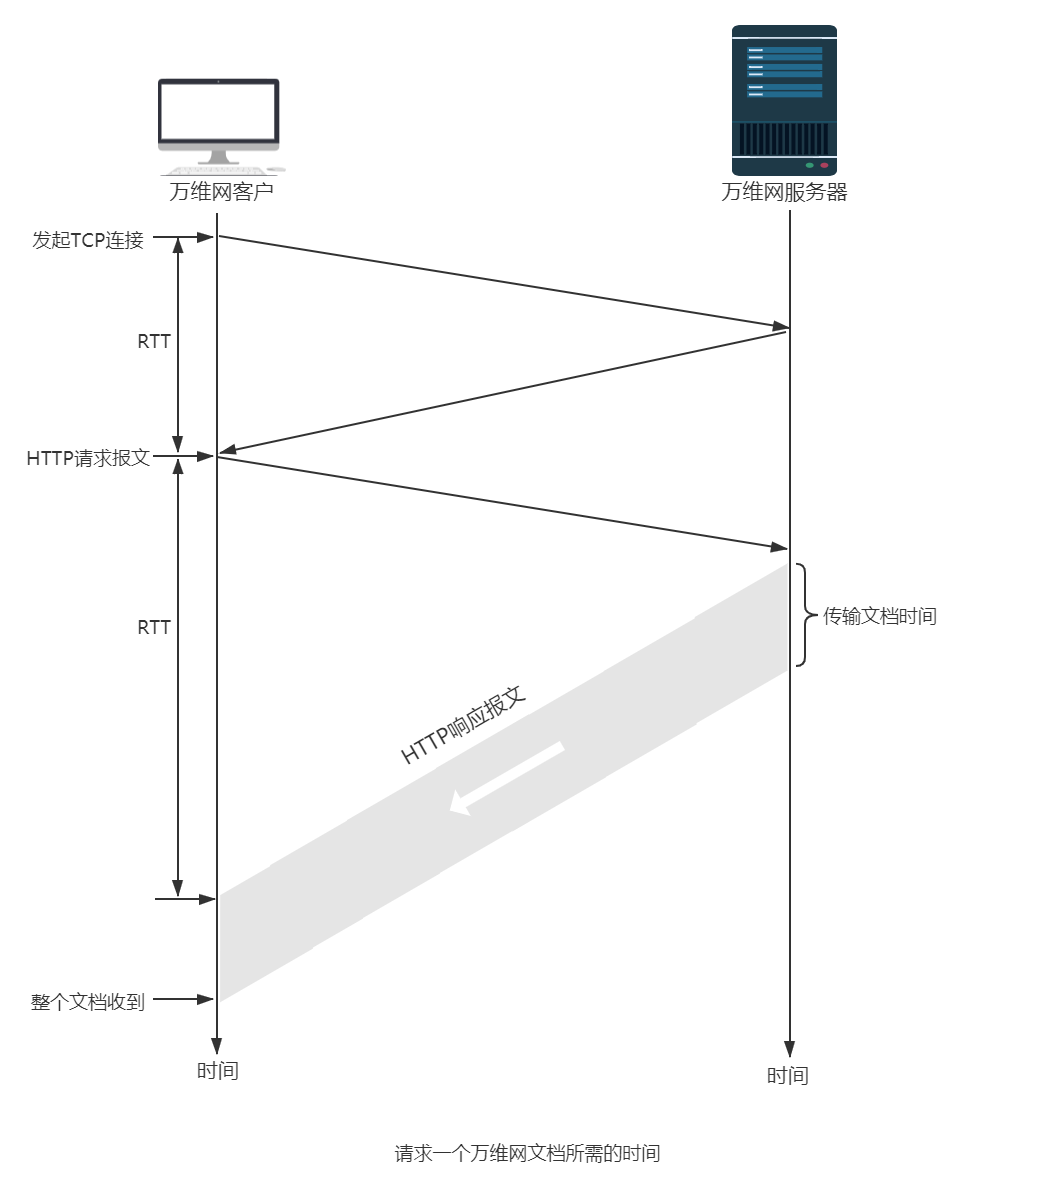 万维网客户
万维网服务器
发起TCP连接
RTT
HTTP请求报文
传输文档时间
RTT
HTTP响应报文
整个文档收到
时间
时间
请求一个万维网文档所需的时间